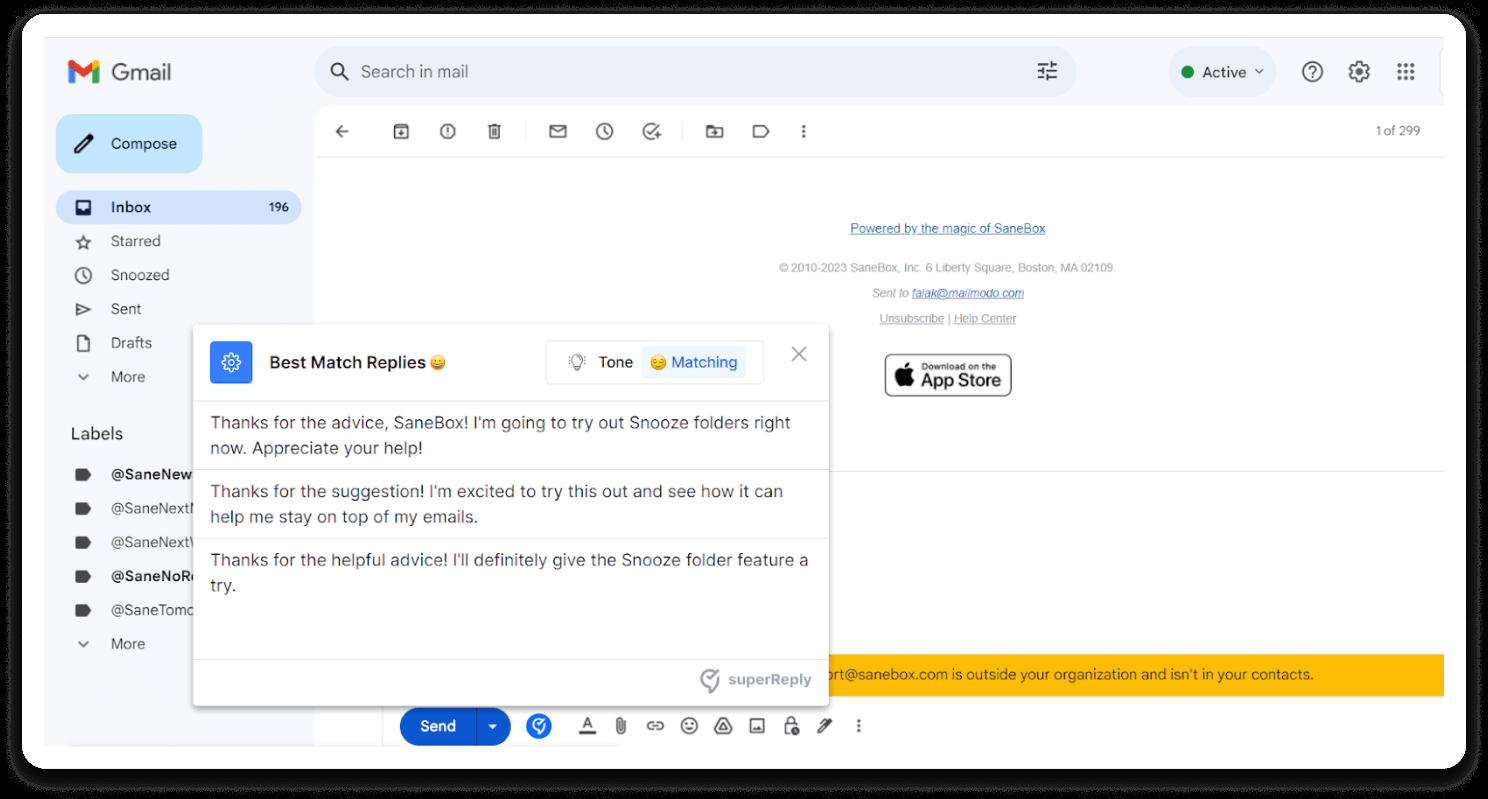 Gmail
Search in mail
Active
Compose
1 of 299
Inbox 196
Starred
Snoozed
Sent
Drafts
More
Labels
@SaneNew
@SaneNext
@SaneNext
@SaneNoR
@SaneTomo
More
Powered by the magic of SaneBox
© 2010-2023 SaneBox, Inc. 6 Liberty Square, Boston, MA 02109.
Sent to falak@mailmodo.com
Unsubscribe | Help Center
Download on the
App Store
Best Match Replies 😀
Tone 😌 Matching
Thanks for the advice, SaneBox! I'm going to try out Snooze folders right
now. Appreciate your help!
Thanks for the suggestion! I'm excited to try this out and see how it can
help me stay on top of my emails.
Thanks for the helpful advice! I'll definitely give the Snooze folder feature a
try.
superReply
ort@sanebox.com is outside your organization and isn't in your contacts.
Send